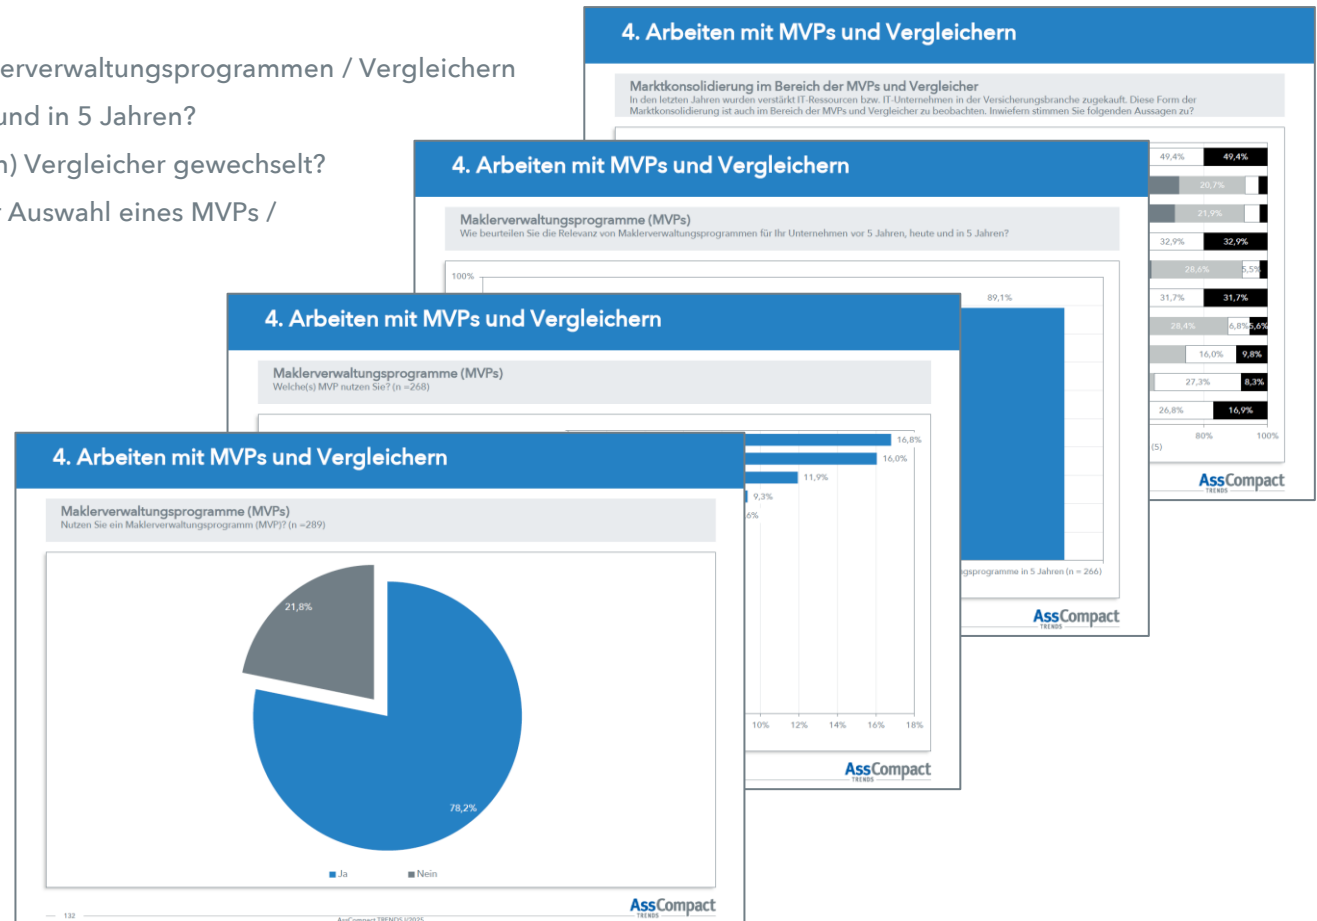 erverwaltungsprogrammen / Vergleichern
und in 5 Jahren?
n) Vergleicher gewechselt?
r Auswahl eines MVPs /
4. Arbeiten mit MVPs und Vergleichern
Marktkonsolidierung im Bereich der MVPs und Vergleicher
In den letzten Jahren wurden verstärkt IT-Ressourcen bzw. IT-Unternehmen in der Versicherungsbranche zugekauft. Diese Form der
Marktkonsolidierung ist auch im Bereich der MVPs und Vergleicher zu beobachten. Inwiefern stimmen Sie folgenden Aussagen zu?
49,4% 49,4%
20,7%
21,9%
32,9% 32,9%
28,6% 5,5%
31,7% 31,7%
28,4% 6,8% 5,6%
16,0% 9,8%
27,3% 8,3%
26,8% 16,9%
80% 100%
(5)
AssCompact
TRENDS
4. Arbeiten mit MVPs und Vergleichern
Maklerverwaltungsprogramme (MVPs)
Wie beurteilen Sie die Relevanz von Maklerverwaltungsprogrammen für Ihr Unternehmen vor 5 Jahren, heute und in 5 Jahren?
100%
89,1%
gsprogramme in 5 Jahren (n = 266)
AssCompact
TRENDS
4. Arbeiten mit MVPs und Vergleichern
Maklerverwaltungsprogramme (MVPs)
Welche(s) MVP nutzen Sie? (n =268)
16,8%
16,0%
11,9%
9,3%
6%
10% 12% 14% 16% 18%
AssCompact
TRENDS
4. Arbeiten mit MVPs und Vergleichern
Maklerverwaltungsprogramme (MVPs)
Nutzen Sie ein Maklerverwaltungsprogramm (MVP)? (n =289)
21,8%
78,2%
Ja Nein
AssCompact
TRENDS
132
AssCompact TRENDS I/2025